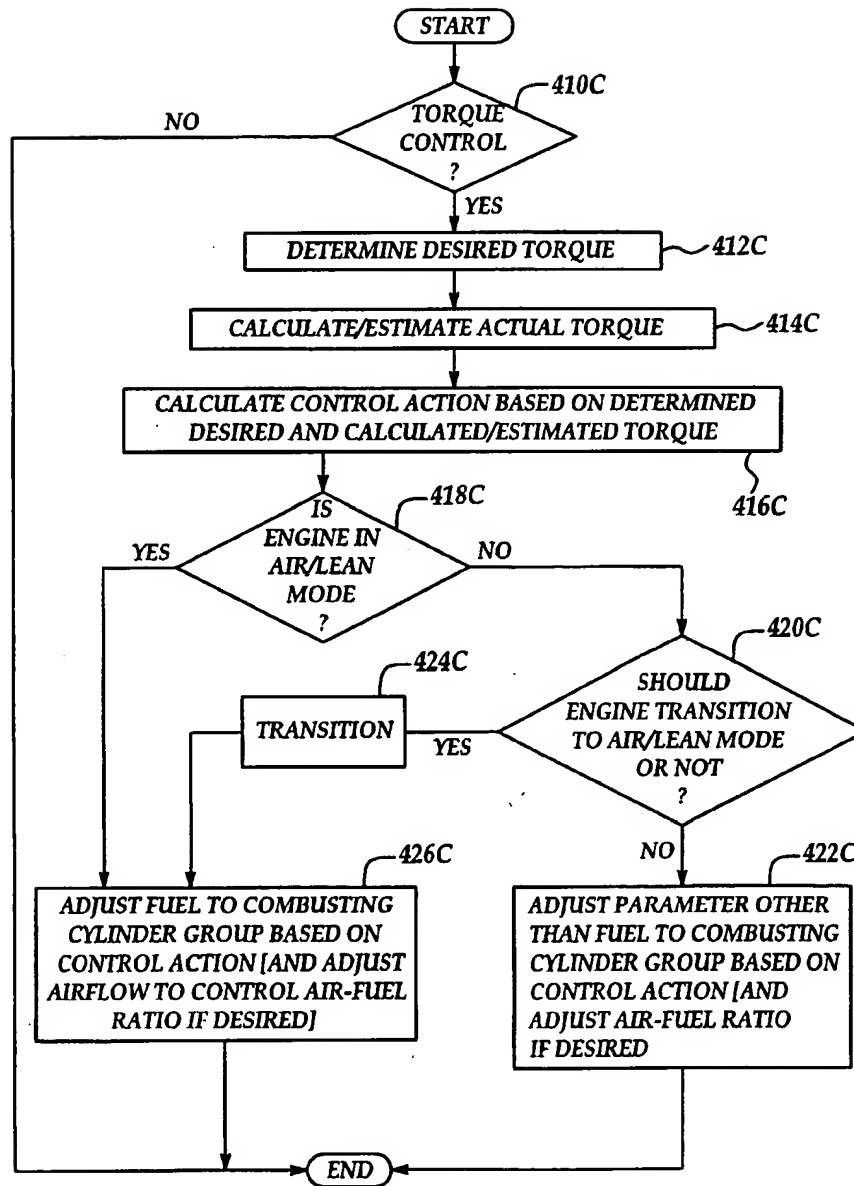 START
410C
TORQUE
CONTROL
?
NO
YES
DETERMINE DESIRED TORQUE
412C
CALCULATE/ESTIMATE ACTUAL TORQUE
414C
CALCULATE CONTROL ACTION BASED ON DETERMINED
DESIRED AND CALCULATED/ESTIMATED TORQUE
416C
418C
IS
ENGINE IN
AIR/LEAN
MODE
?
YES
NO
420C
SHOULD
ENGINE TRANSITION
TO AIR/LEAN MODE
OR NOT
?
424C
TRANSITION
YES
NO
426C
ADJUST FUEL TO COMBUSTING
CYLINDER GROUP BASED ON
CONTROL ACTION [AND ADJUST
AIRFLOW TO CONTROL AIR-FUEL
RATIO IF DESIRED]
422C
ADJUST PARAMETER OTHER
THAN FUEL TO COMBUSTING
CYLINDER GROUP BASED ON
CONTROL ACTION [AND
ADJUST AIR-FUEL RATIO
IF DESIRED
END